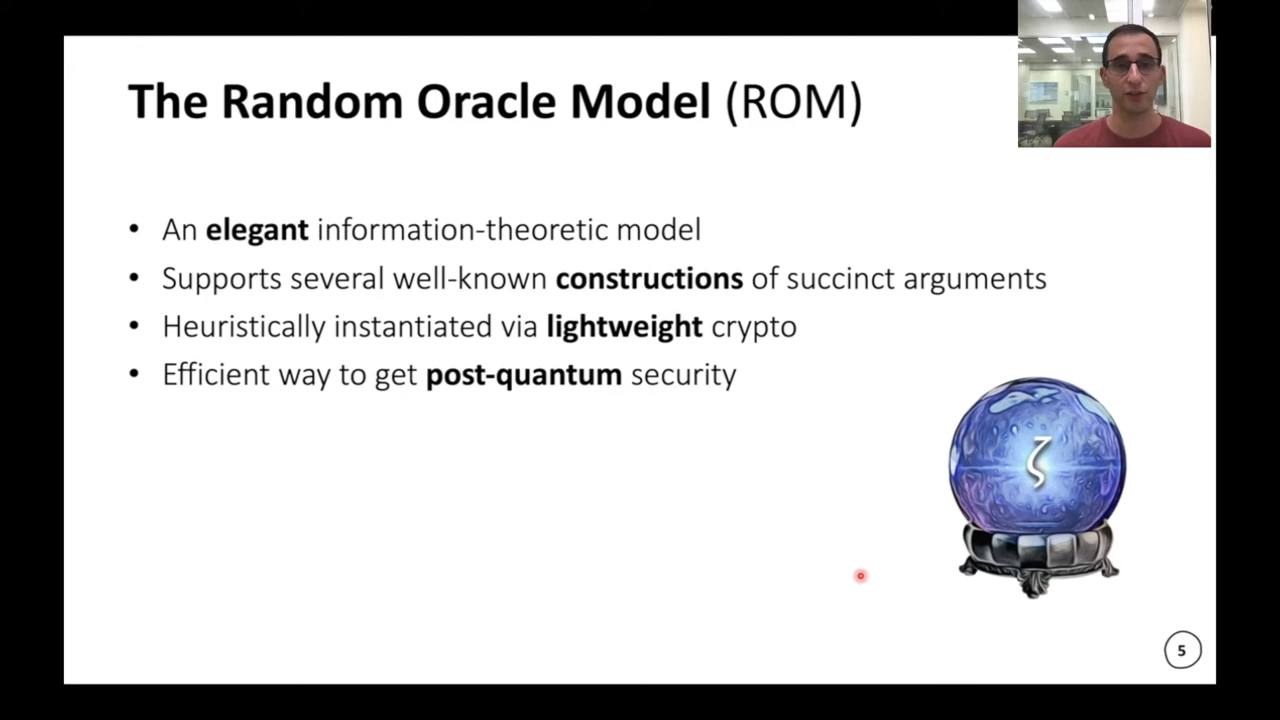 The Random Oracle Model (ROM)
• An elegant information-theoretic model
• Supports several well-known constructions of succinct arguments
• Heuristically instantiated via lightweight crypto
• Efficient way to get post-quantum security
ζ
5